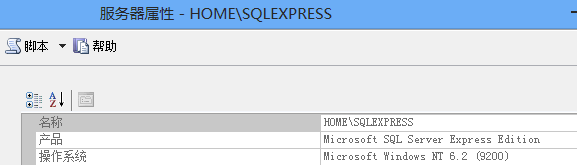 服务器属性 - HOME\SQLEXPRESS
脚本 帮助
名称 HOME\SQLEXPRESS
产品 Microsoft SQL Server Express Edition
操作系统 Microsoft Windows NT 6.2 (9200)